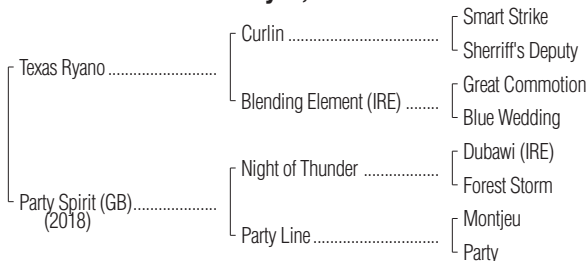 Smart Strike
Curlin ..........................................
Sherriff's Deputy
Texas Ryano .............................
Great Commotion
Blending Element (IRE) .........
Blue Wedding
Dubawi (IRE)
Night of Thunder .....................
Forest Storm
Party Spirit (GB)......................
(2018)
Montjeu
Party Line ...................................
Party